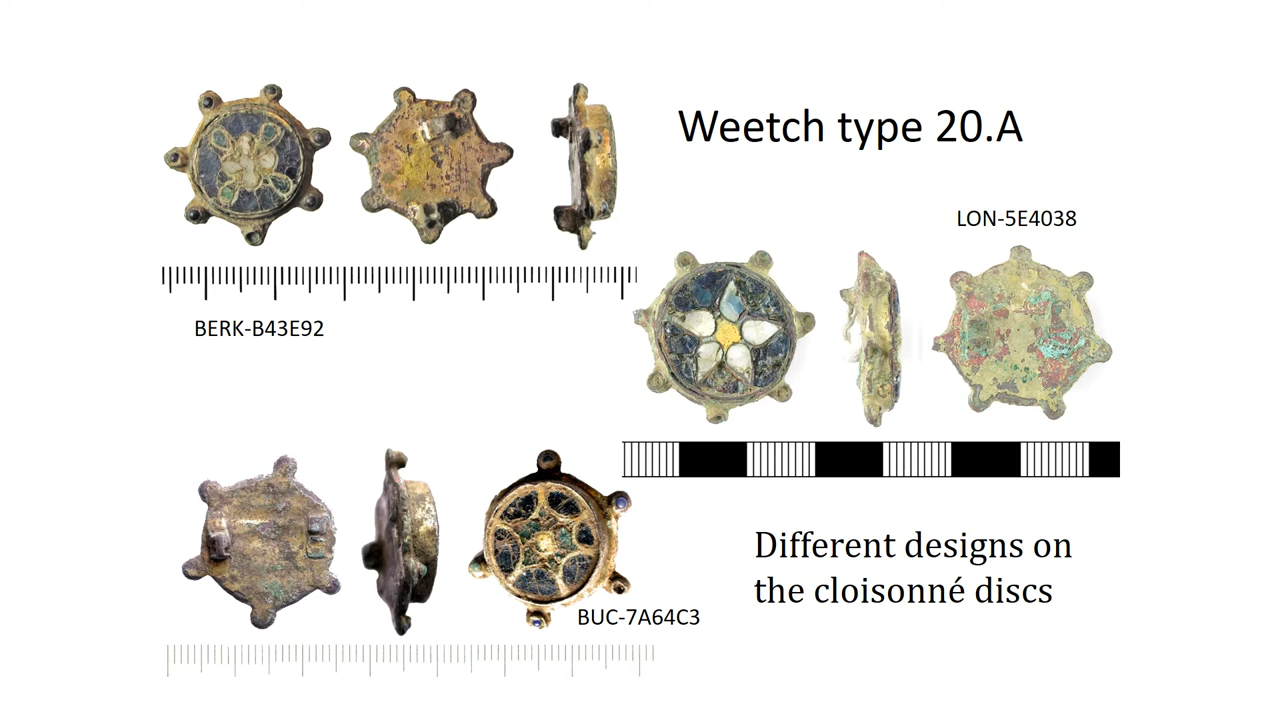 Weetch type 20.A
LON-5E4038
BERK-B43E92
Different designs on
the cloisonné discs
BUC-7A64C3